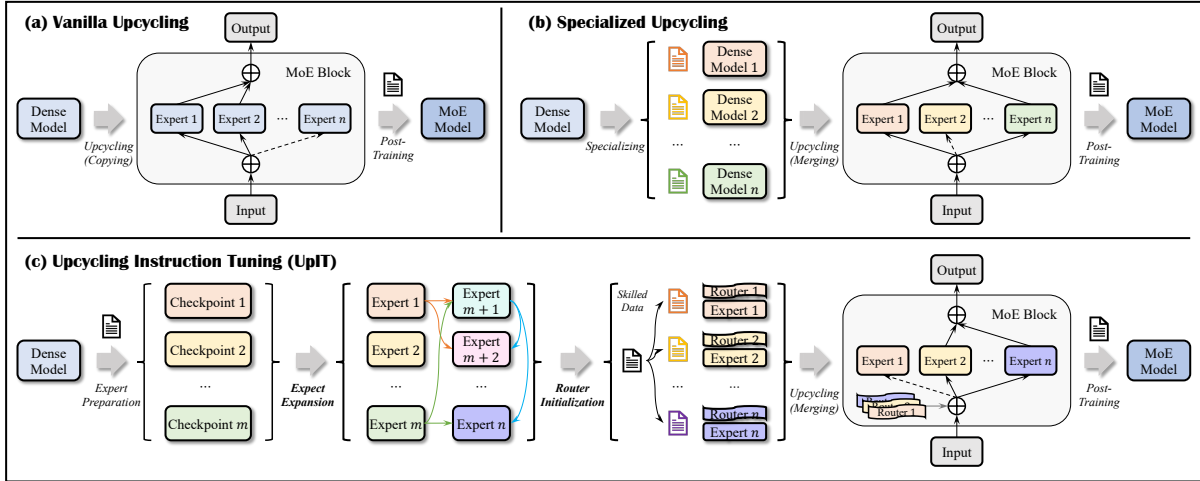 (a) Vanilla Upcycling
Output
MoE Block
Dense
Model
Upcycling
(Copying)
Expert 1
Expert 2
...
Expert n
Post-
Training
MoE
Model
Input
(b) Specialized Upcycling
Dense
Model
Specializing
Dense
Model 1
Dense
Model 2
...
...
Dense
Model n
Upcycling
(Merging)
Output
MoE Block
Expert 1
Expert 2
...
Expert n
Input
Post-
Training
MoE
Model
(c) Upcycling Instruction Tuning (UpIT)
Dense
Model
Expert
Preparation
Checkpoint 1
Checkpoint 2
...
Checkpoint m
Expect
Expansion
Expert 1
Expert 2
...
Expert m
Expert
m + 1
Expert
m + 2
...
Expert n
Router
Initialization
Skilled
Data
Router 1
Expert 1
Router 2
Expert 2
...
...
Router n
Expert n
Upcycling
(Merging)
Output
MoE Block
Expert 1
Expert 2
...
Expert n
Router 1
Input
Post-
Training
MoE
Model